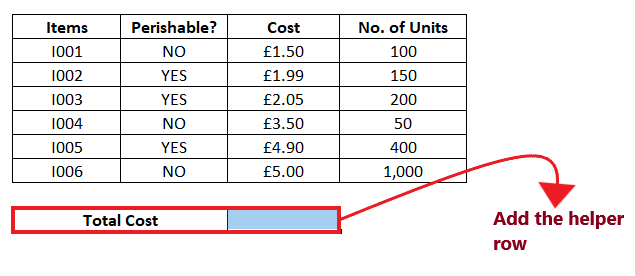 Items Perishable? Cost No. of Units
I001 NO £1.50 100
I002 YES £1.99 150
I003 YES £2.05 200
I004 NO £3.50 50
I005 YES £4.90 400
I006 NO £5.00 1,000
Total Cost
Add the helper
row